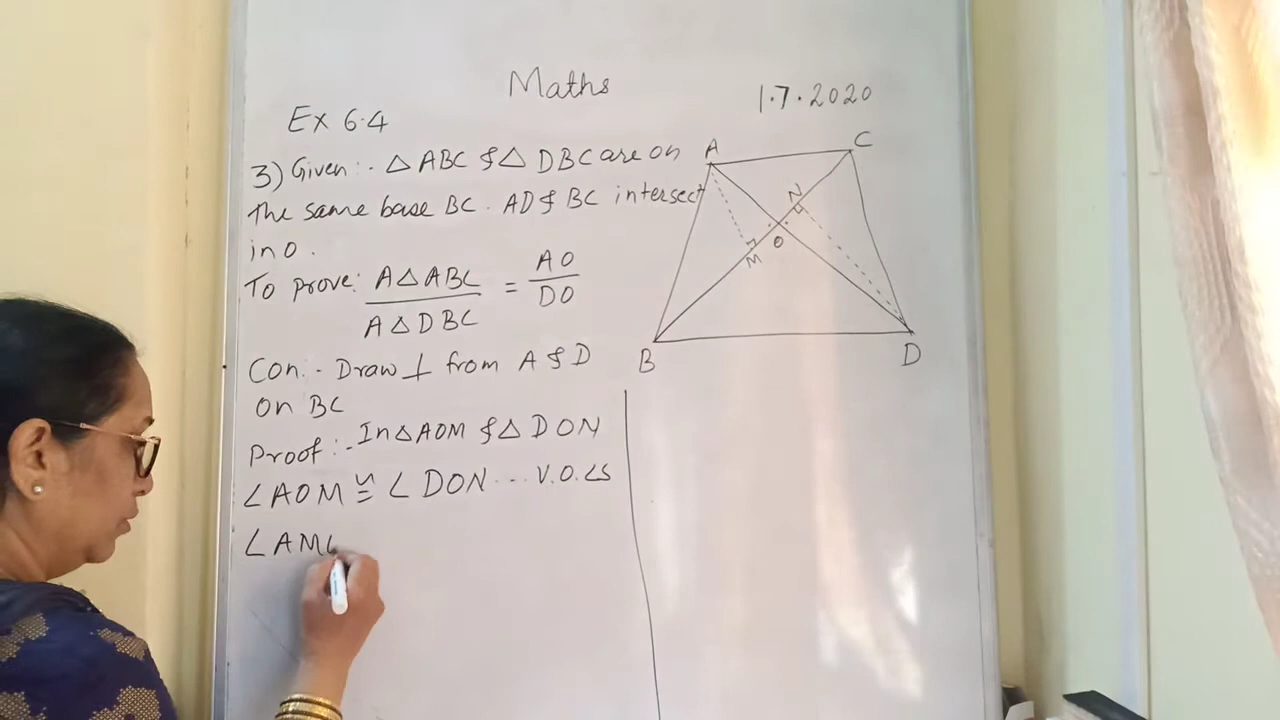 Maths
1.7.2020
Ex 6.4
3) Given:- △ ABC & △ DBC are on
the same base BC. AD & BC intersect
in O.
To prove: A△ABC / A△DBC = AO / DO
Con:- Draw ⊥ from A & D
on BC
Proof:- In △AOM & △DON
∠AOM ≅ ∠DON ... V.O.∠s
∠AMO
A
C
N
O
M
B
D